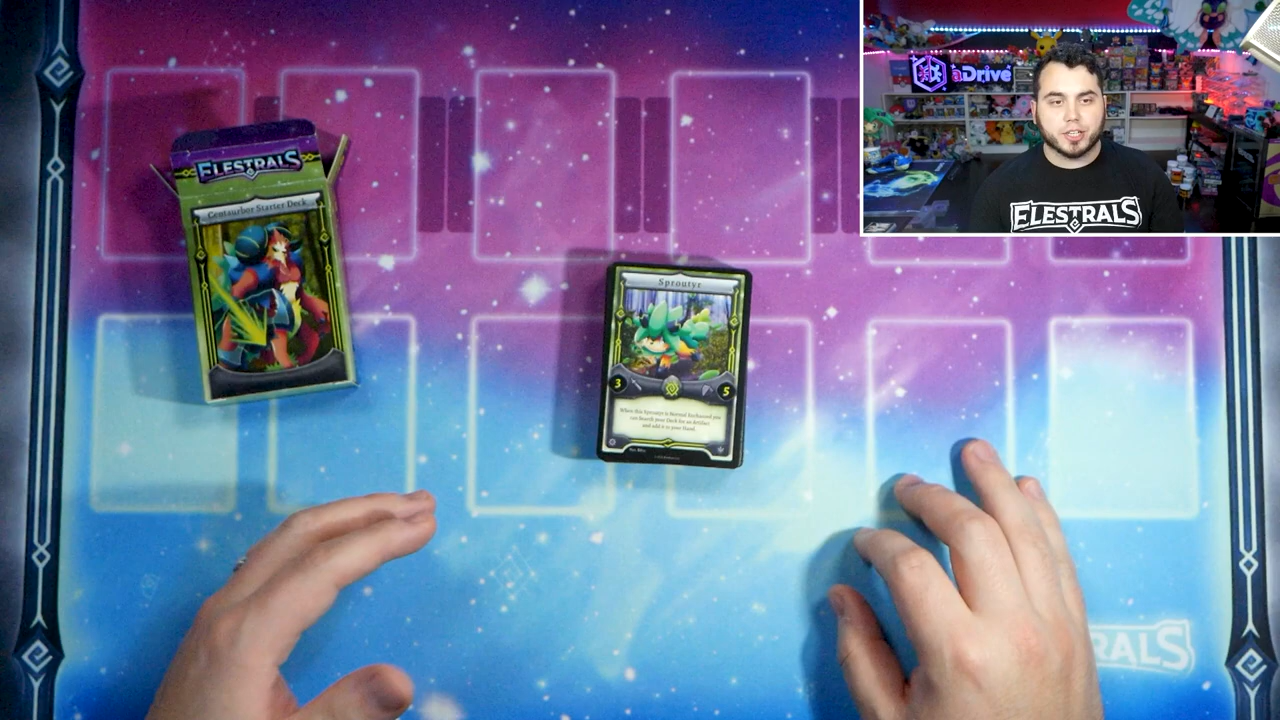 ELESTRALS
Centaurbor Starter Deck
Sproutyr
3
5
When this Sproutyr is Normal Enchanted you
can Search your Deck for an Artifact
and add it to your Hand.
aDrive
ELESTRALS
RALS